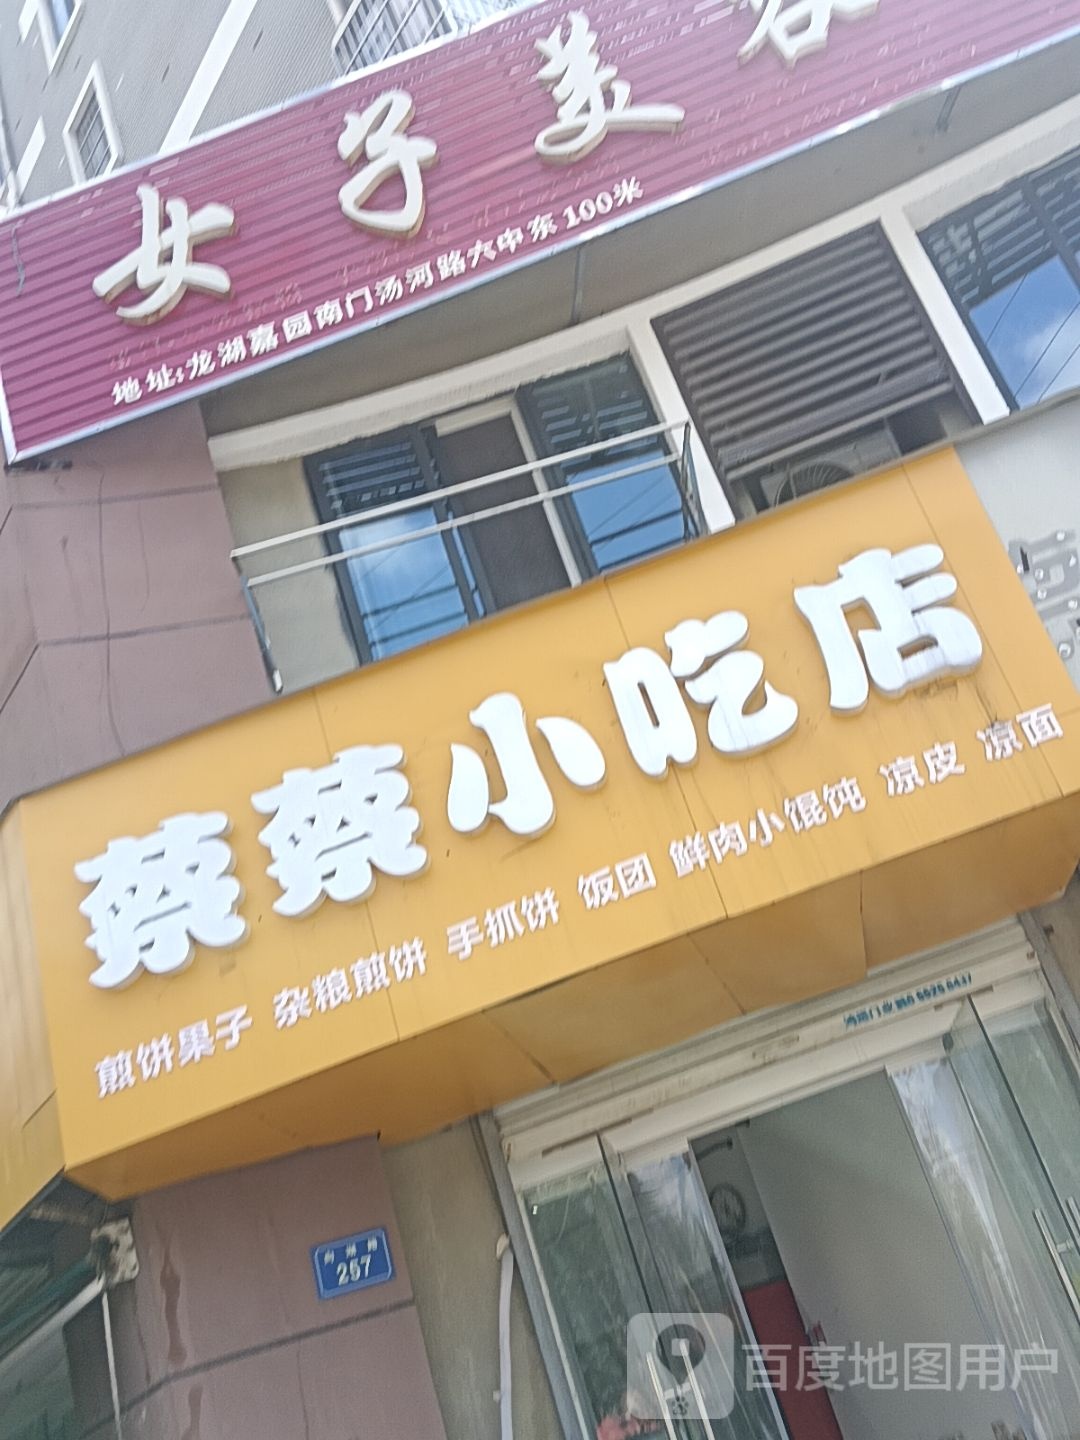 女子美容
地址:龙湖嘉园南门汤河路大中东100米
蔡蔡小吃店
煎饼果子 杂粮煎饼 手抓饼 饭团 鲜肉小馄饨 凉皮 凉面
257
百度地图用户